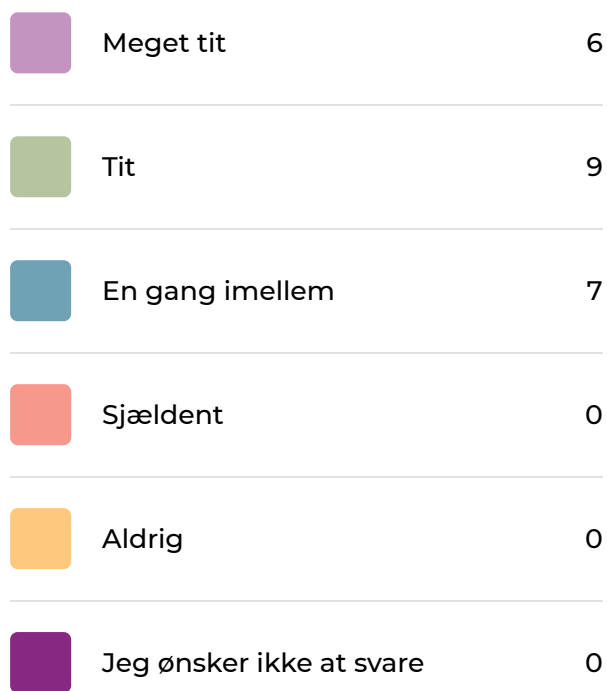 Meget tit 6
Tit 9
En gang imellem 7
Sjældent 0
Aldrig 0
Jeg ønsker ikke at svare 0